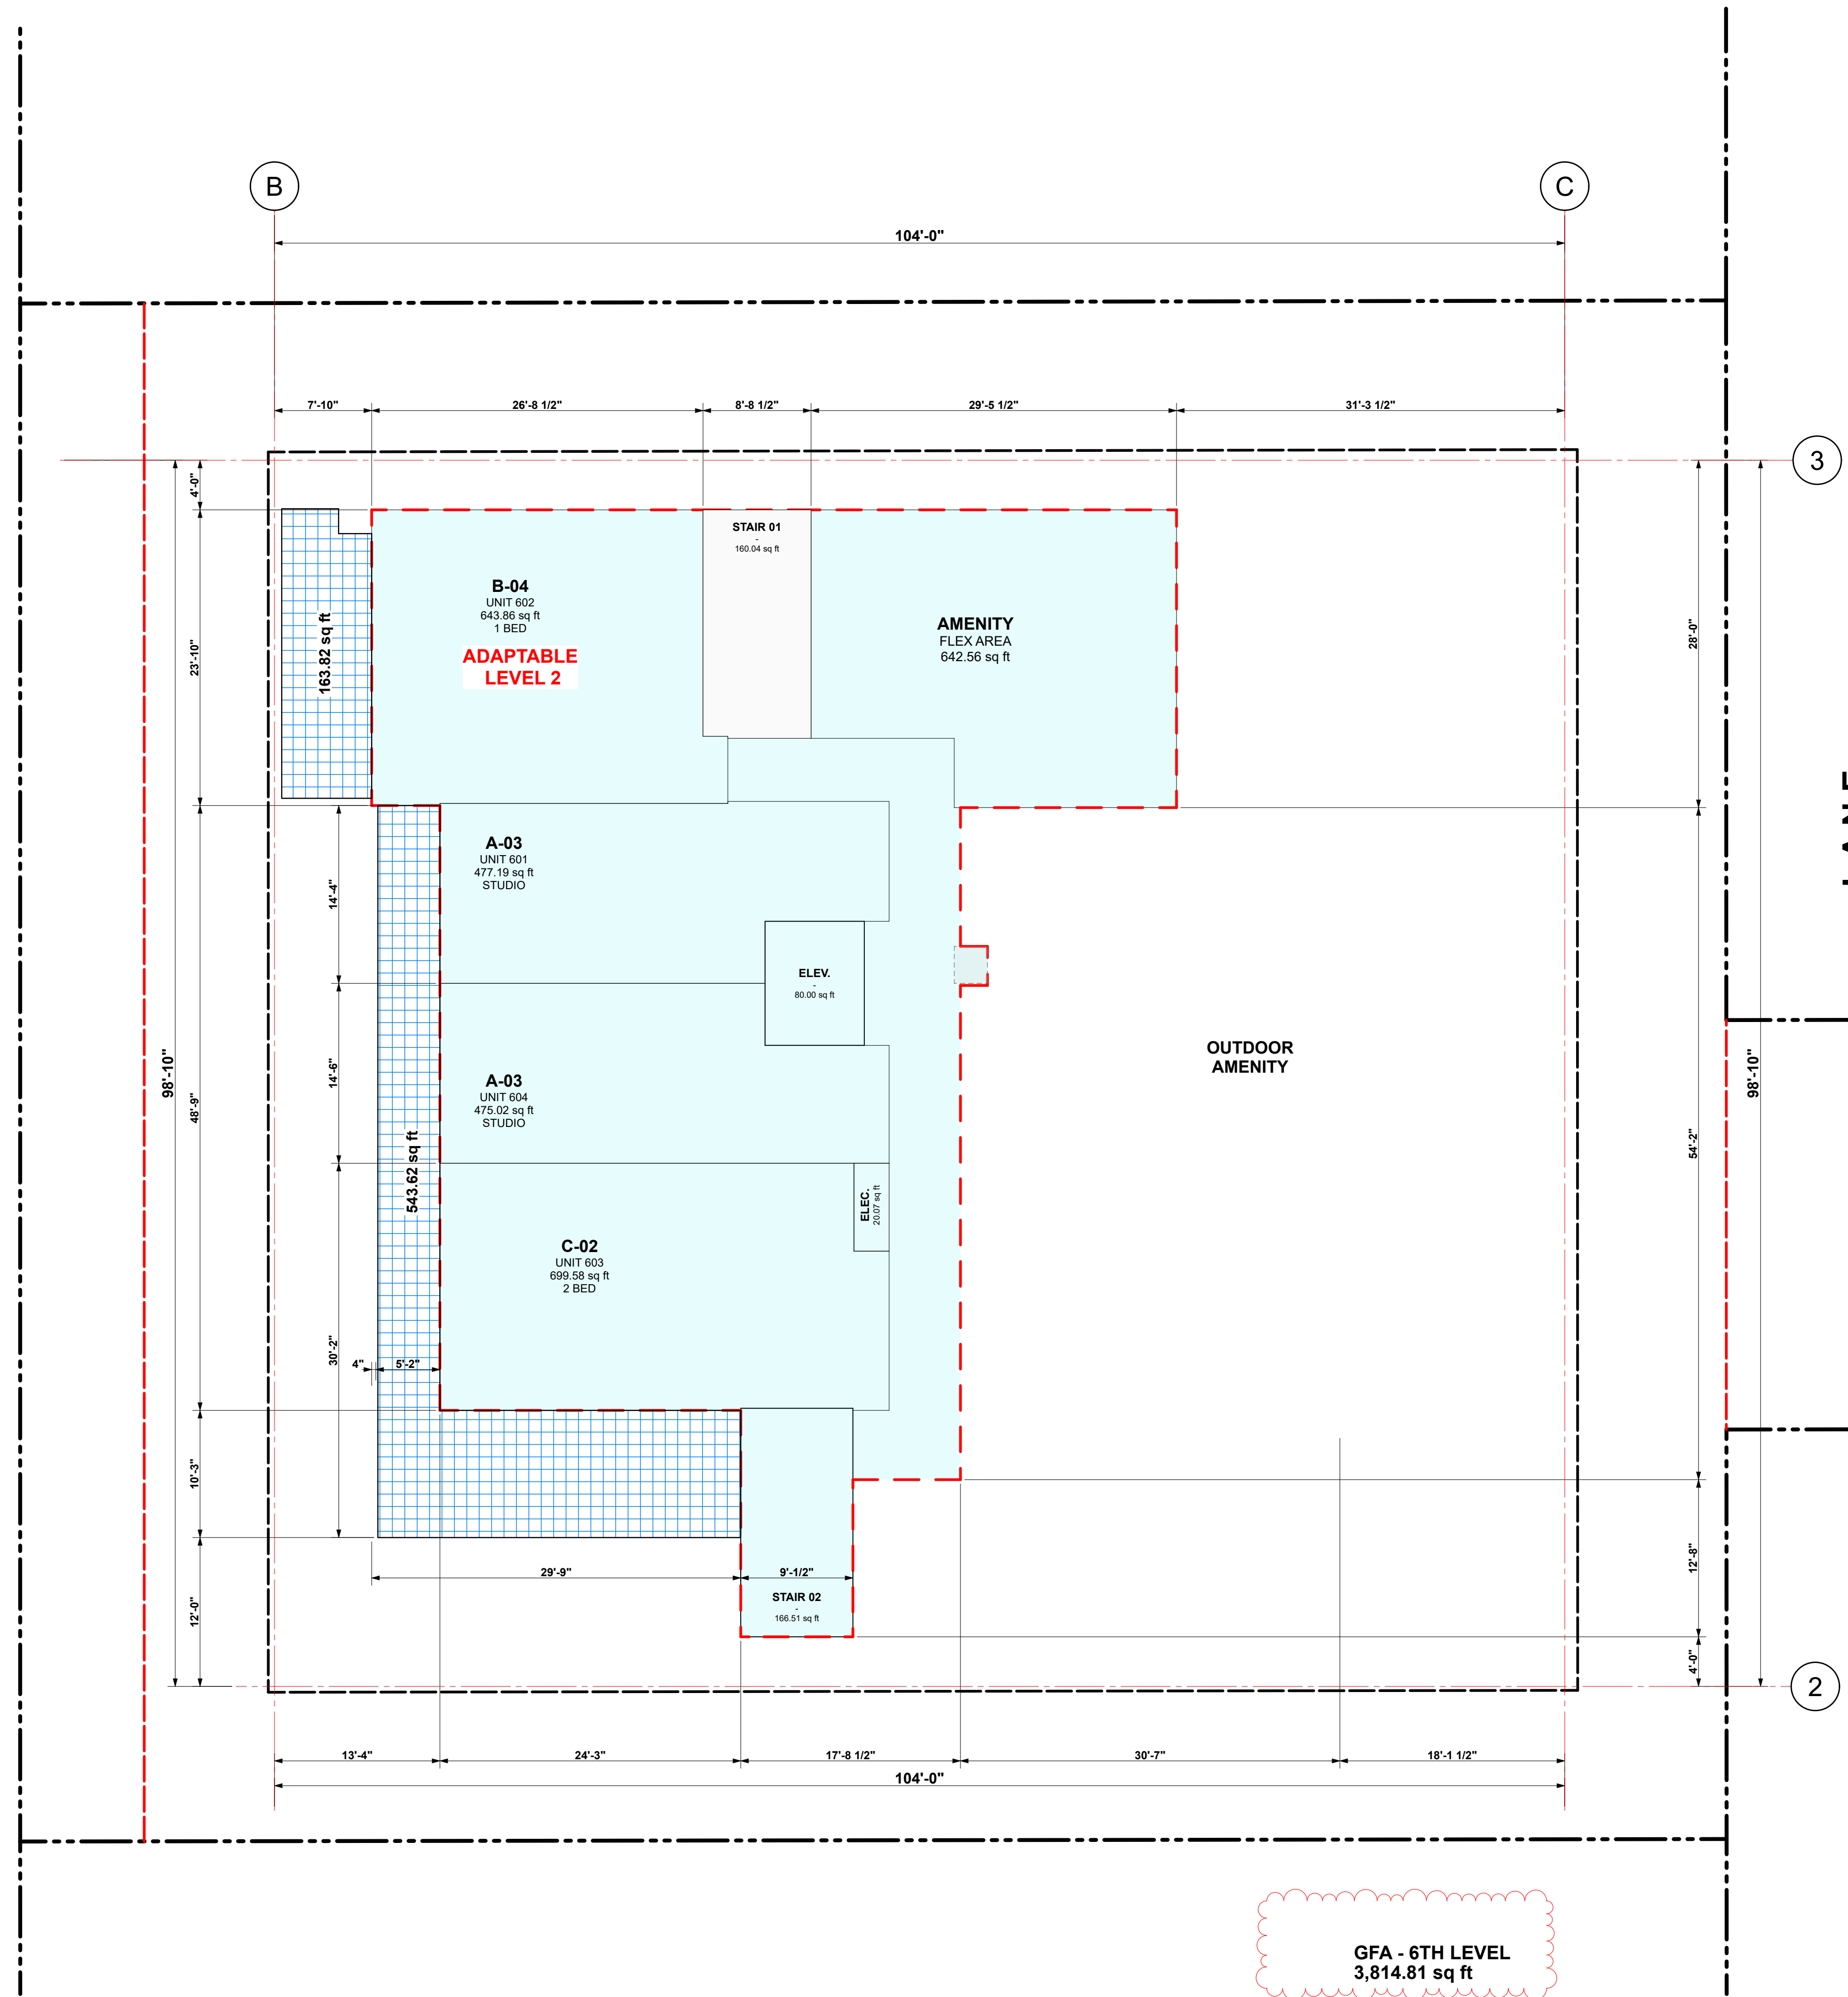 B
C
104'-0"
7'-10"
26'-8 1/2"
8'-8 1/2"
29'-5 1/2"
31'-3 1/2"
3
4'-0"
STAIR 01
-
160.04 sq ft
B-04
UNIT 602
643.86 sq ft
1 BED
ADAPTABLE
LEVEL 2
AMENITY
FLEX AREA
642.56 sq ft
163.82 sq ft
23'-10"
28'-0"
A-03
UNIT 601
477.19 sq ft
STUDIO
14'-4"
ELEV.
-
80.00 sq ft
OUTDOOR
AMENITY
98'-10"
48'-9"
14'-6"
A-03
UNIT 604
475.02 sq ft
STUDIO
98'-10"
54'-2"
543.62 sq ft
ELEC.
20.07 sq ft
C-02
UNIT 603
699.58 sq ft
2 BED
30'-2"
4"
5'-2"
10'-3"
29'-9"
9'-1/2"
STAIR 02
-
166.51 sq ft
12'-8"
12'-0"
4'-0"
2
13'-4"
24'-3"
17'-8 1/2"
30'-7"
18'-1 1/2"
104'-0"
GFA - 6TH LEVEL
3,814.81 sq ft